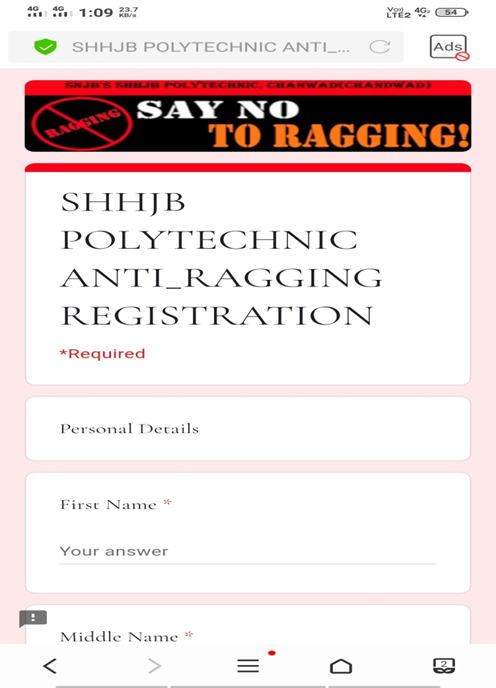 4G 4G 1:09 23.7 KB/s Vo)) LTE2 4G 54
SHHJB POLYTECHNIC ANTI_... Ads
SNJB'S SHHJB POLYTECHNIC, CHANWAD(CHANDWAD)
RAGGING
SAY NO
TO RAGGING!
SHHJB
POLYTECHNIC
ANTI_RAGGING
REGISTRATION
*Required
Personal Details
First Name *
Your answer
!
Middle Name *
2